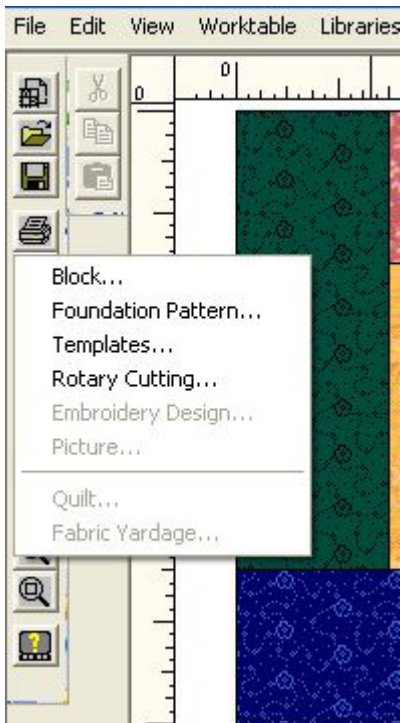 File Edit View Worktable Libraries
0
0
Block...
Foundation Pattern...
Templates...
Rotary Cutting...
Embroidery Design...
Picture...
Quilt...
Fabric Yardage...
?